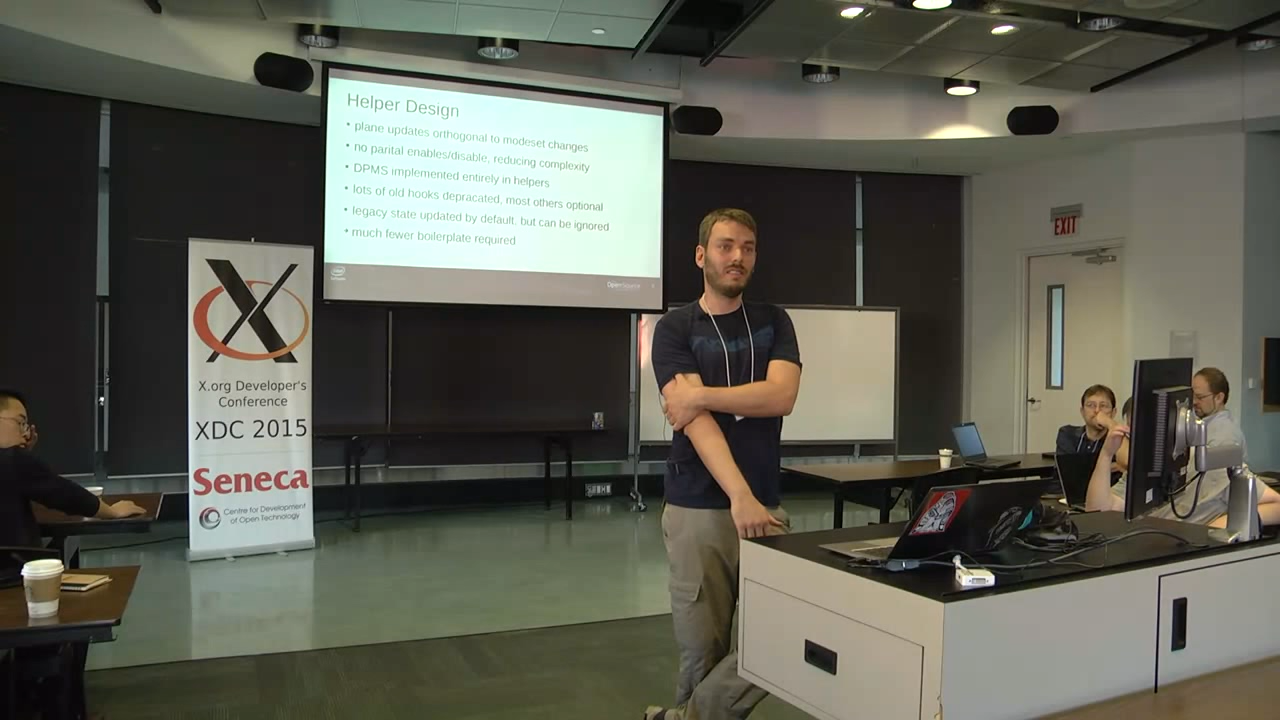 Helper Design
• plane updates orthogonal to modeset changes
• no parital enables/disable, reducing complexity
• DPMS implemented entirely in helpers
• lots of old hooks depracated, most others optional
• legacy state updated by default, but can be ignored
• much fewer boilerplate required
intel
OpenSource
EXIT
X.org Developer's
Conference
XDC 2015
Seneca
Centre for Development
of Open Technology